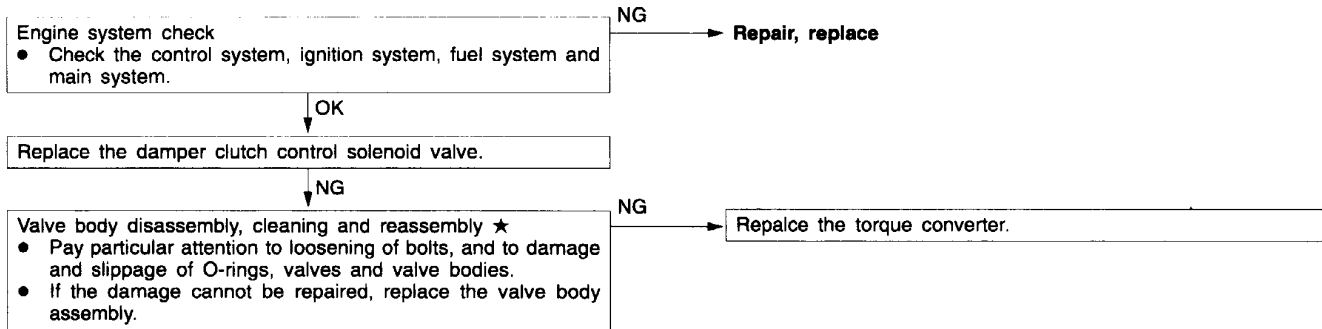 Engine system check
● Check the control system, ignition system, fuel system and
main system.
NG
Repair, replace
OK
Replace the damper clutch control solenoid valve.
NG
Valve body disassembly, cleaning and reassembly ★
● Pay particular attention to loosening of bolts, and to damage
and slippage of O-rings, valves and valve bodies.
● If the damage cannot be repaired, replace the valve body
assembly.
NG
Repalce the torque converter.